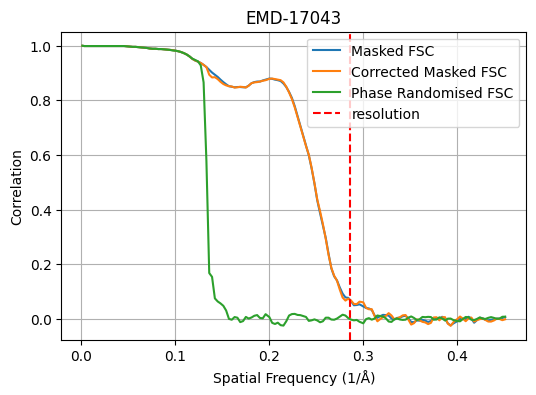 EMD-17043
Masked FSC
Corrected Masked FSC
Phase Randomised FSC
resolution
Correlation
1.0
0.8
0.6
0.4
0.2
0.0
0.0 0.1 0.2 0.3 0.4
Spatial Frequency (1/Å)